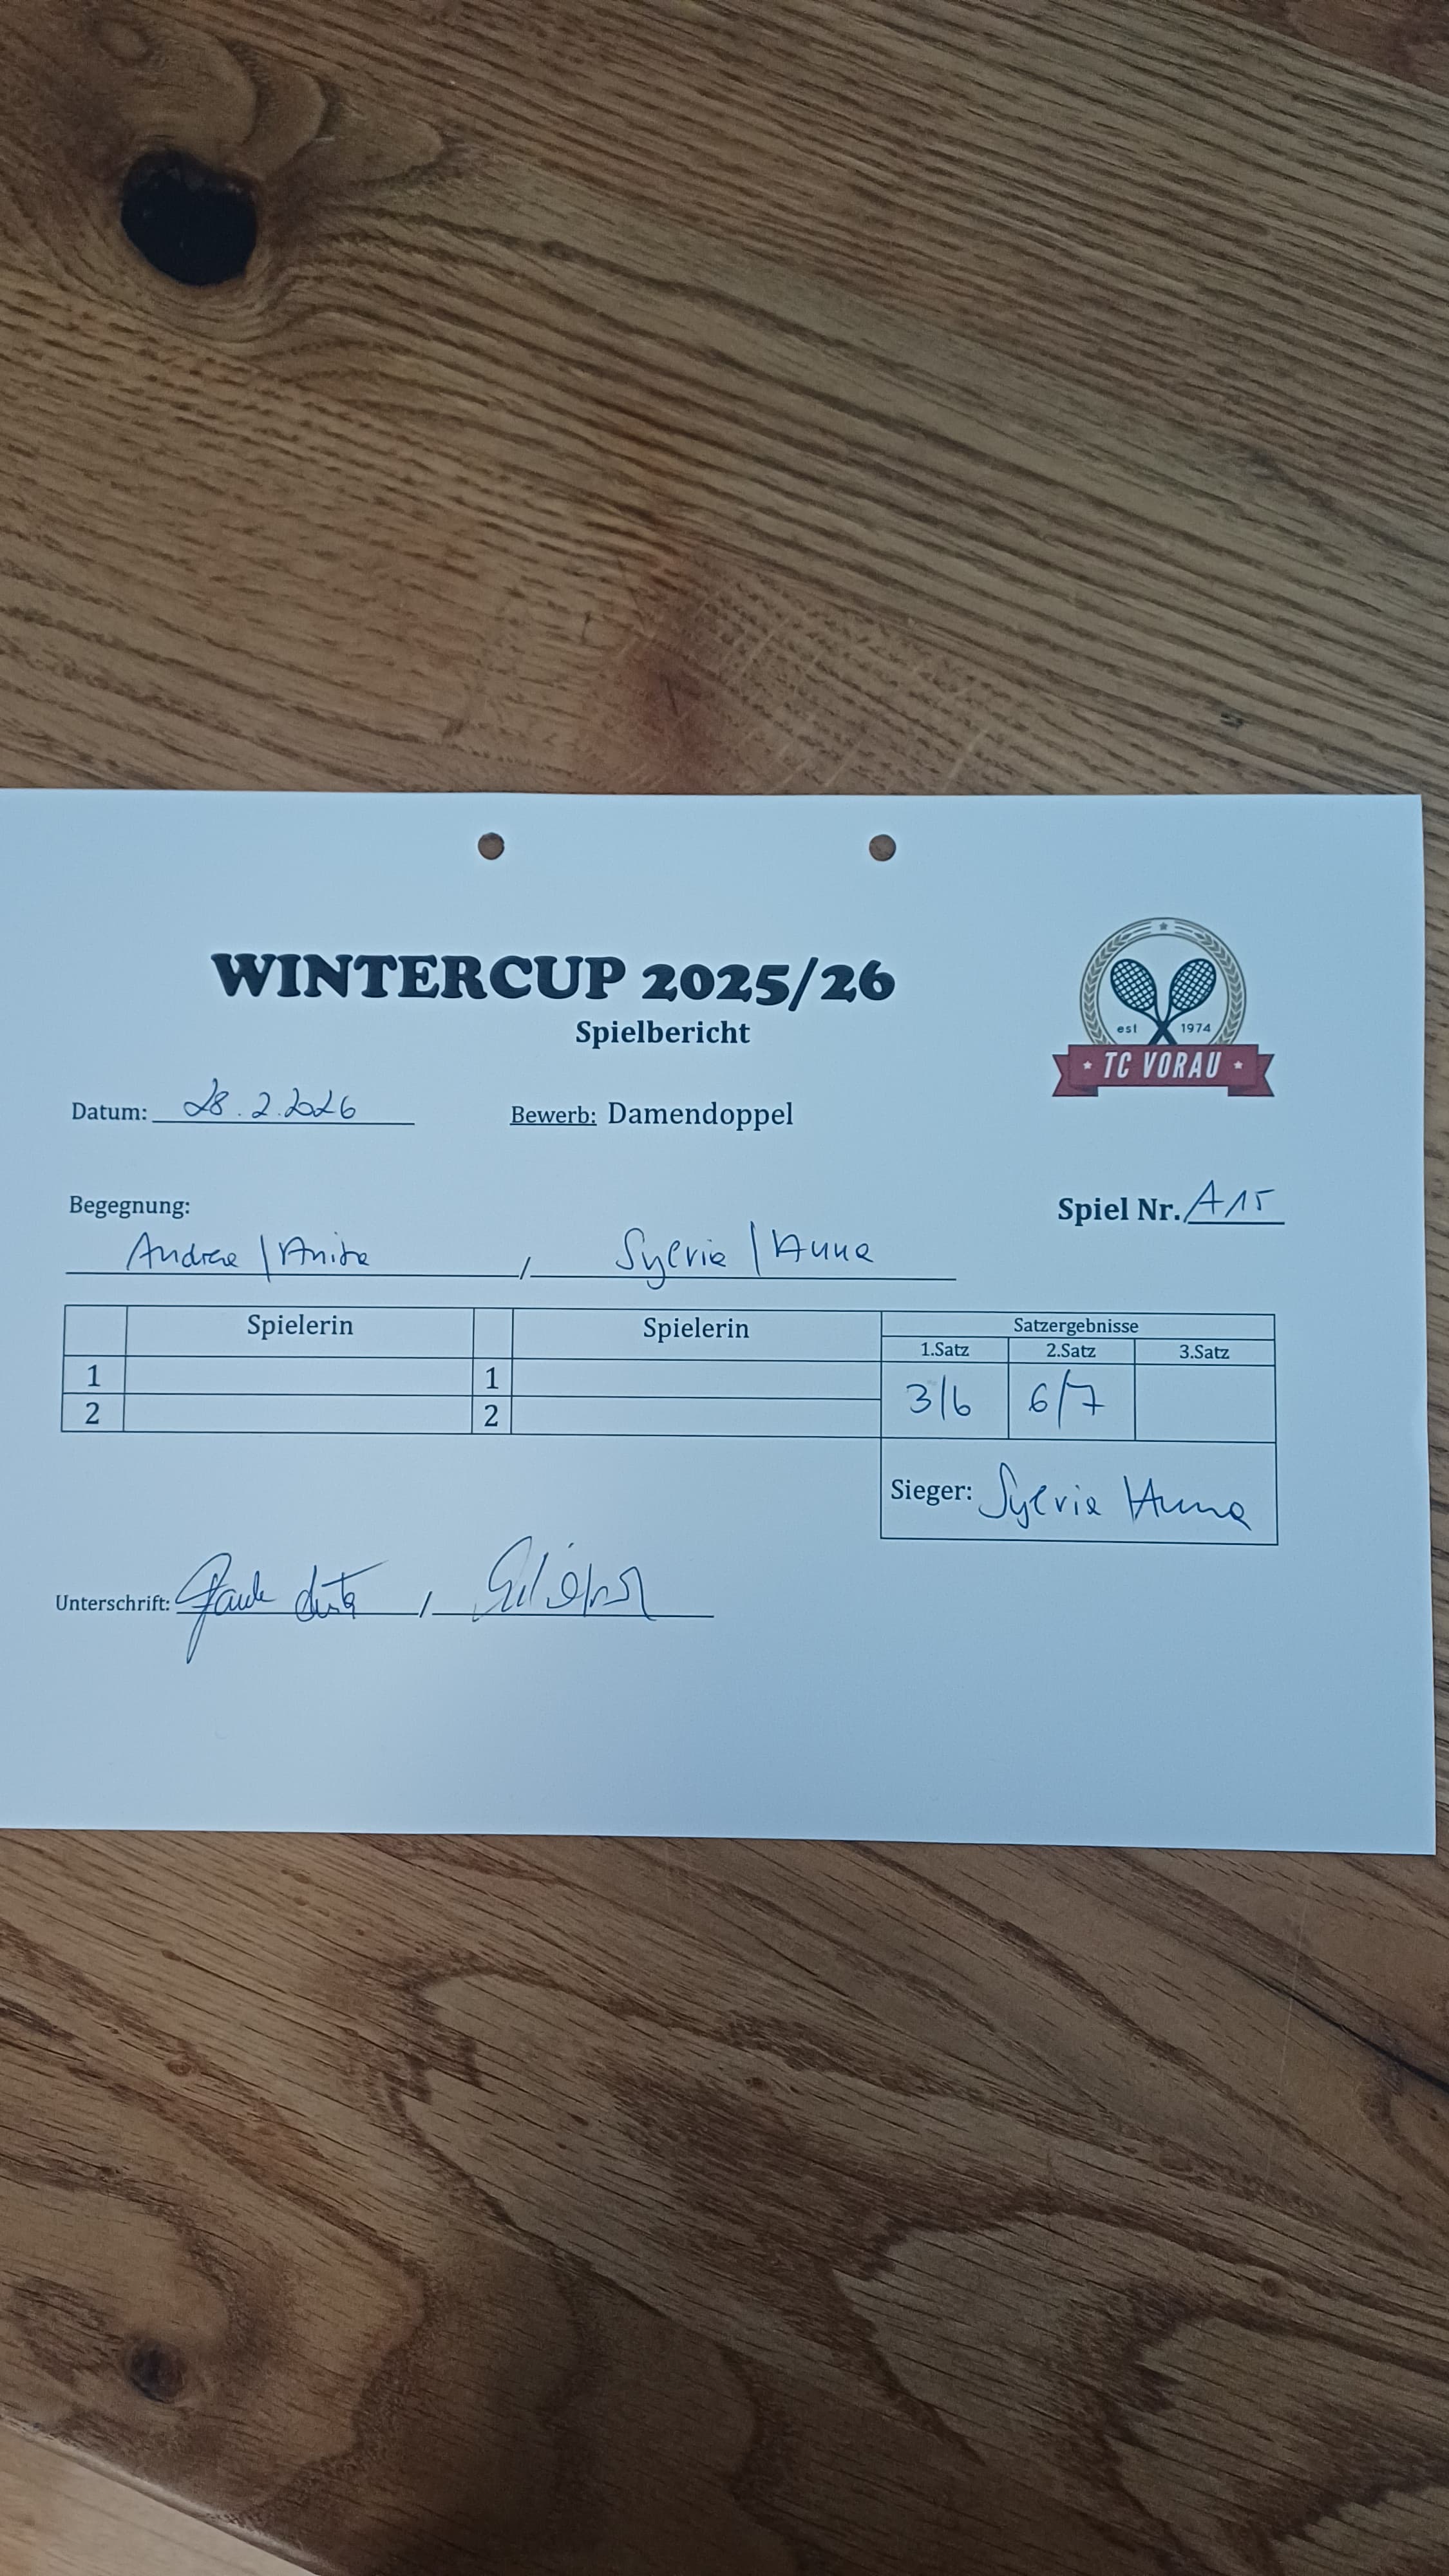 WINTERCUP 2025/26
Spielbericht
est 1974
TC VORAU
Datum: 28.2.2026 Bewerb: Damendoppel
Begegnung: Spiel Nr. A15
Andrea / Anita / Sylvia / Anna
Spielerin Spielerin Satzergebnisse
1.Satz 2.Satz 3.Satz
1 1 3/6 6/7
2 2
Sieger: Sylvia / Anna
Unterschrift: /